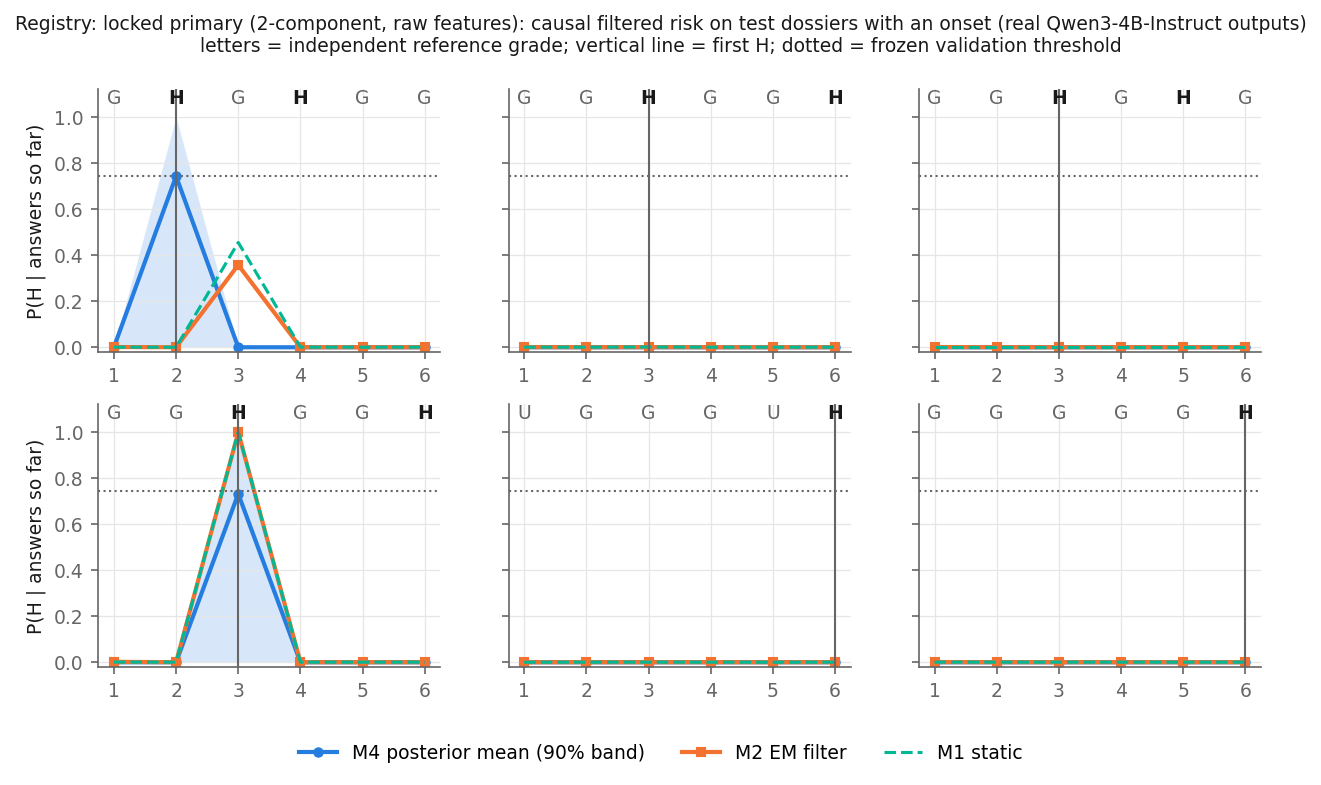 Registry: locked primary (2-component, raw features): causal filtered risk on test dossiers with an onset (real Qwen3-4B-Instruct outputs)
letters = independent reference grade; vertical line = first H; dotted = frozen validation threshold
G H G H G G
G G H G G H
G G H G H G
P(H | answers so far)
1.0
0.8
0.6
0.4
0.2
0.0
1 2 3 4 5 6
1 2 3 4 5 6
1 2 3 4 5 6
G G H G G H
U G G G U H
G G G G G H
P(H | answers so far)
1.0
0.8
0.6
0.4
0.2
0.0
1 2 3 4 5 6
1 2 3 4 5 6
1 2 3 4 5 6
M4 posterior mean (90% band)
M2 EM filter
M1 static